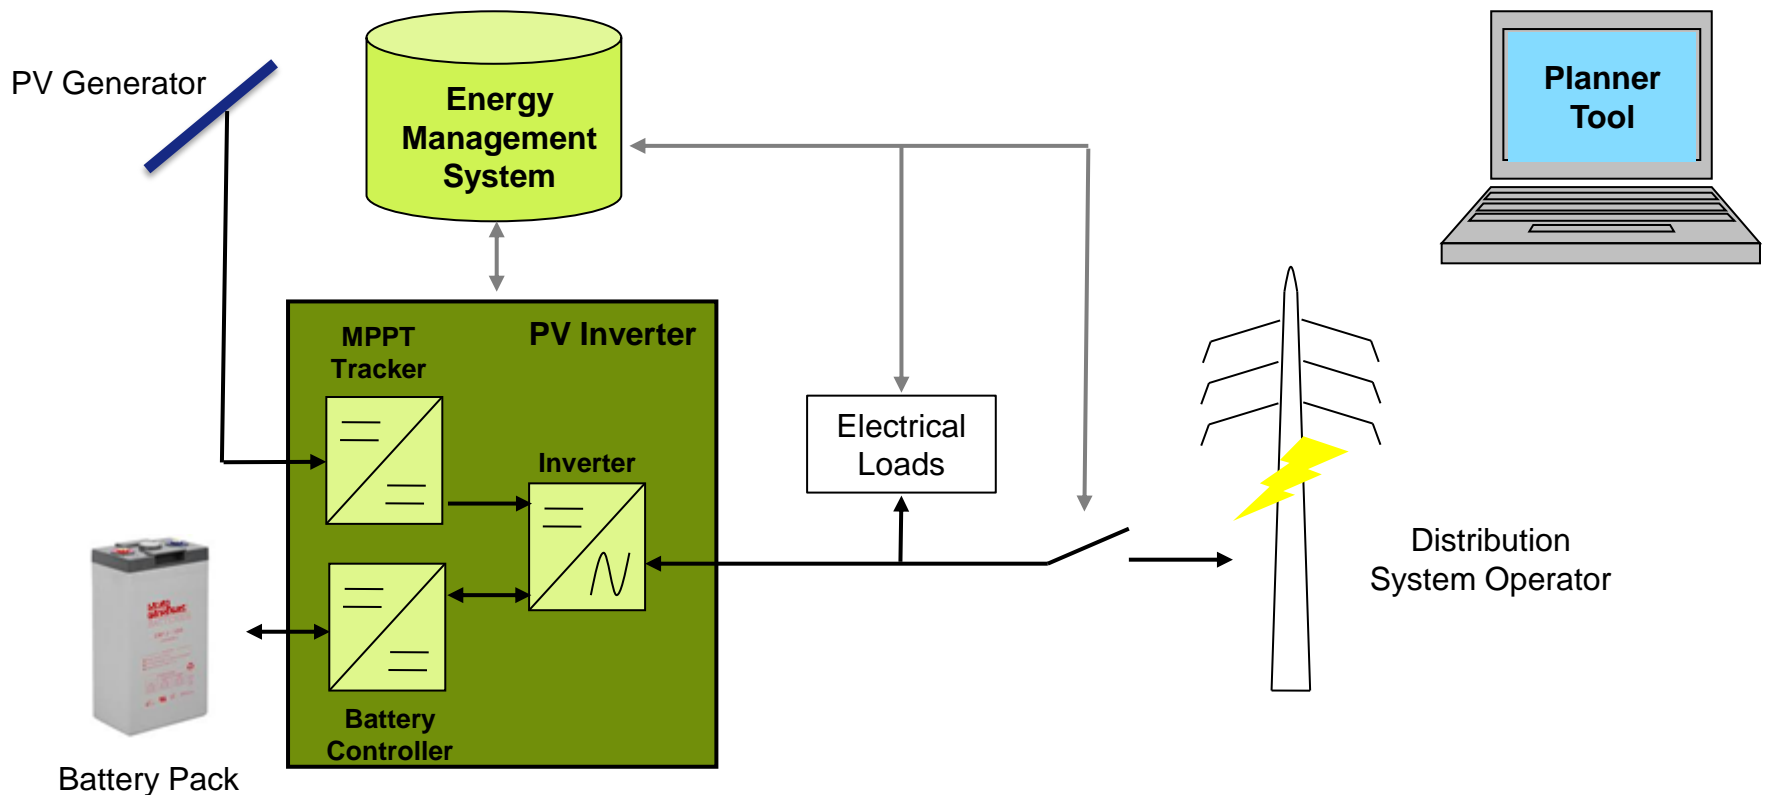 PV Generator
Energy
Management
System
Planner
Tool
MPPT
Tracker
PV Inverter
Inverter
Electrical
Loads
Distribution
System Operator
Battery
Controller
Battery Pack